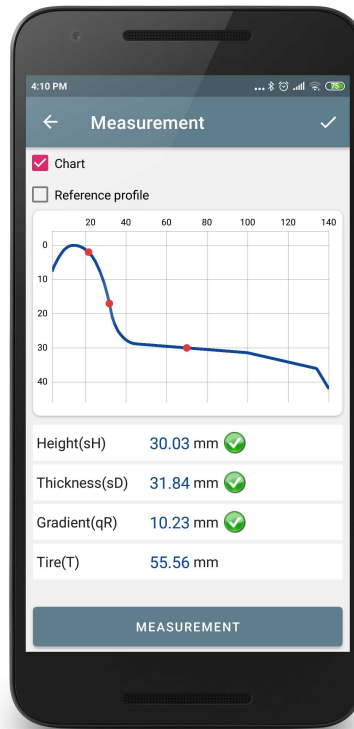 4:10 PM ... 75
Measurement
Chart
Reference profile
20 40 60 80 100 120 140
0
10
20
30
40
Height(sH) 30.03 mm
Thickness(sD) 31.84 mm
Gradient(qR) 10.23 mm
Tire(T) 55.56 mm
MEASUREMENT